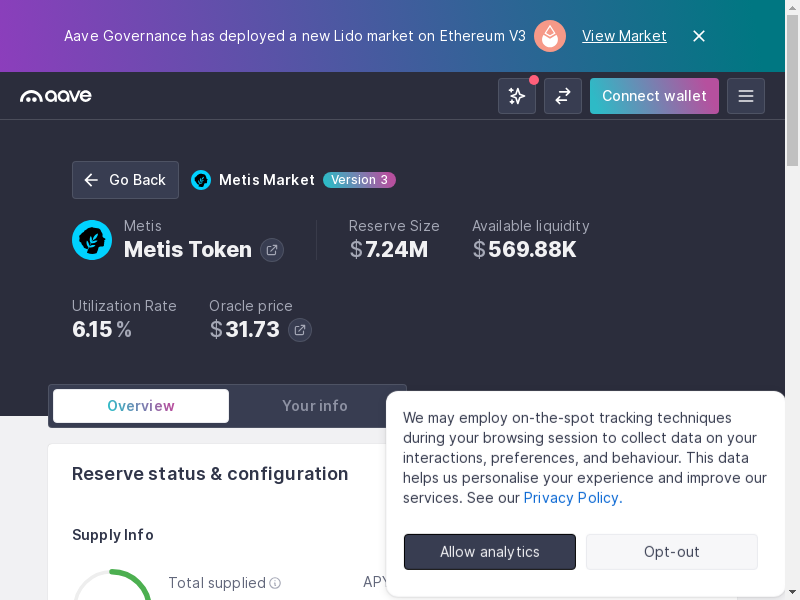 Aave Governance has deployed a new Lido market on Ethereum V3 View Market
aave
Connect wallet
Go Back Metis Market Version 3
Metis
Metis Token
Reserve Size
$7.24M
Available liquidity
$569.88K
Utilization Rate
6.15 %
Oracle price
$31.73
Overview Your info
We may employ on-the-spot tracking techniques
during your browsing session to collect data on your
interactions, preferences, and behaviour. This data
helps us personalise your experience and improve our
services. See our Privacy Policy.
Allow analytics Opt-out
Reserve status & configuration
Supply Info
Total supplied